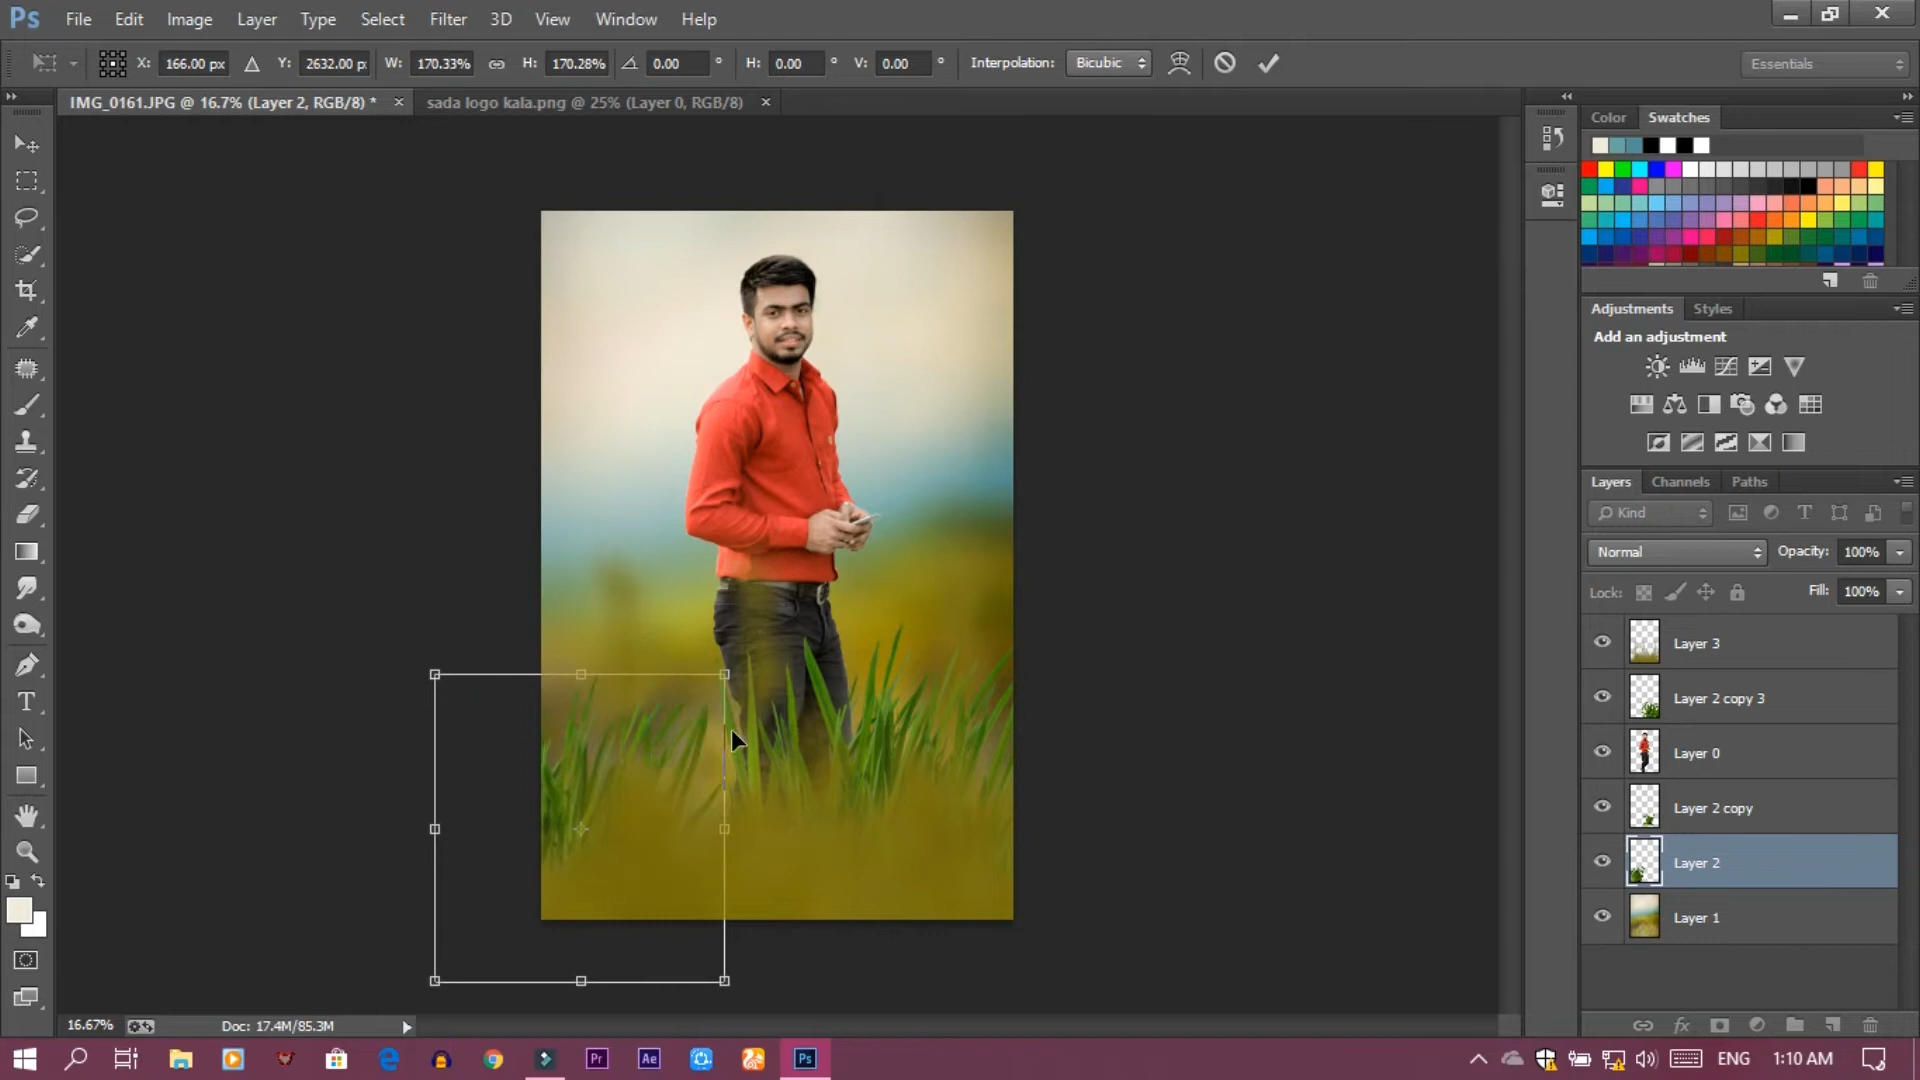 Ps File Edit Image Layer Type Select Filter 3D View Window Help
X: 166.00 px Y: 2632.00 p W: 170.33% H: 170.28% 0.00 ° H: 0.00 ° V: 0.00 ° Interpolation: Bicubic Essentials
IMG_0161.JPG @ 16.7% (Layer 2, RGB/8) * × sada logo kala.png @ 25% (Layer 0, RGB/8) ×
Color Swatches
Adjustments Styles
Add an adjustment
Layers Channels Paths
Kind
Normal Opacity: 100%
Lock: Fill: 100%
Layer 3
Layer 2 copy 3
Layer 0
Layer 2 copy
Layer 2
Layer 1
16.67% Doc: 17.4M/85.3M
Pr Ae Ps ENG 1:10 AM